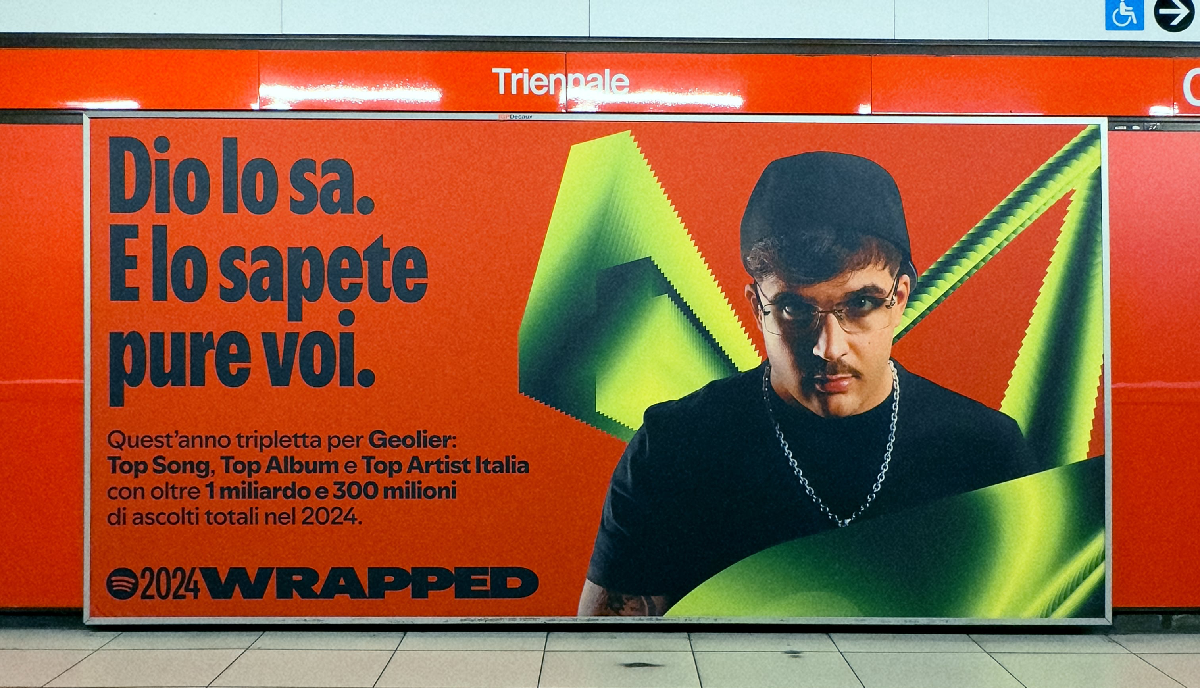 Triennale
C
JCDecaux
Dio lo sa.
E lo sapete
pure voi.
Quest'anno tripletta per Geolier:
Top Song, Top Album e Top Artist Italia
con oltre 1 miliardo e 300 milioni
di ascolti totali nel 2024.
2024 WRAPPED